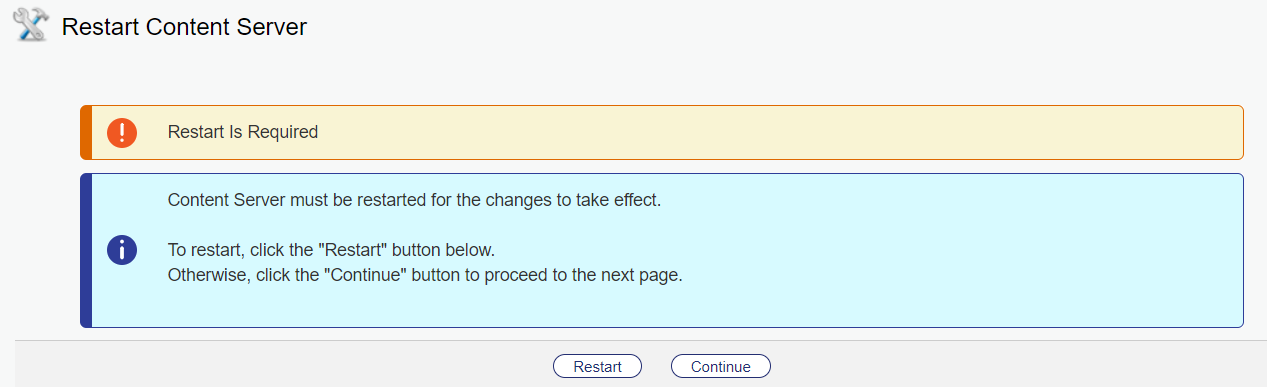 Restart Content Server
Restart Is Required
Content Server must be restarted for the changes to take effect.
To restart, click the "Restart" button below.
Otherwise, click the "Continue" button to proceed to the next page.
Restart
Continue